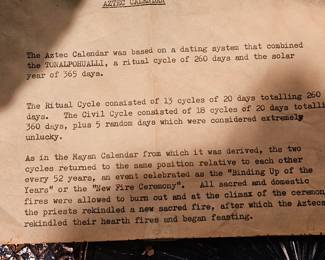 AZTEC CALENDAR
The Aztec Calendar was based on a dating system that combined
the TONALPOHUALLI, a ritual cycle of 260 days and the solar
year of 365 days.
The Ritual Cycle consisted of 13 cycles of 20 days totalling 260
days. The Civil Cycle consisted of 18 cycles of 20 days totalli
360 days, plus 5 random days which were considered extremely
unlucky.
As in the Mayan Calendar from which it was derived, the two
cycles returned to the same position relative to each other
every 52 years, an event celebrated as the "Binding Up of the
Years" or the "New Fire Ceremony". All sacred and domestic
fires were allowed to burn out and at the climax of the ceremon
the priests rekindled a new sacred fire, after which the Aztecs
rekindled their hearth fires and began feasting.